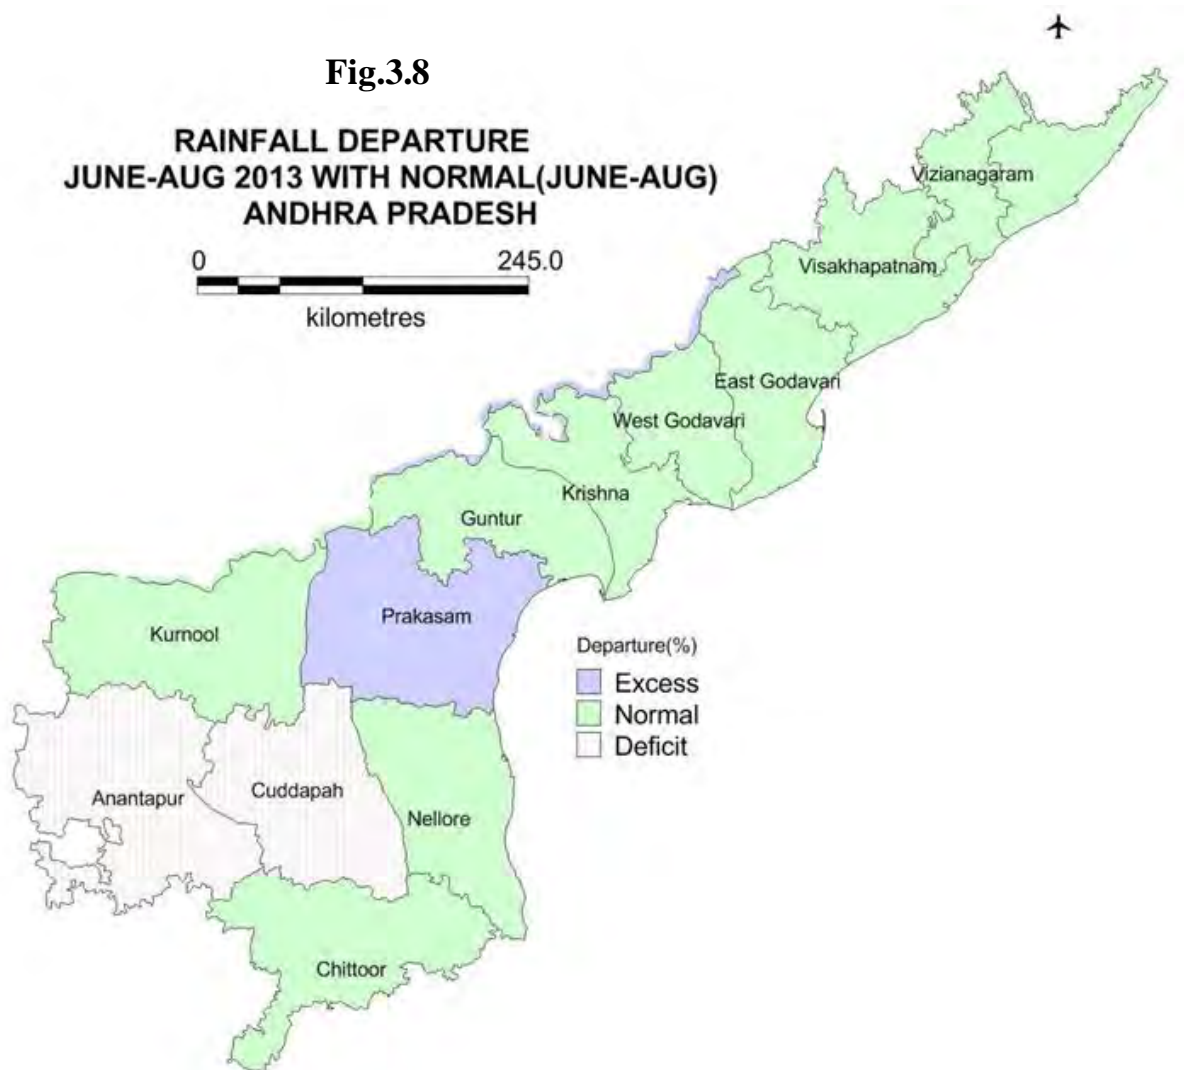 Fig.3.8
RAINFALL DEPARTURE
JUNE-AUG 2013 WITH NORMAL(JUNE-AUG)
ANDHRA PRADESH
0 245.0
kilometres
Vizianagaram
Visakhapatnam
East Godavari
West Godavari
Krishna
Guntur
Prakasam
Kurnool
Departure(%)
Excess
Normal
Deficit
Anantapur
Cuddapah
Nellore
Chittoor